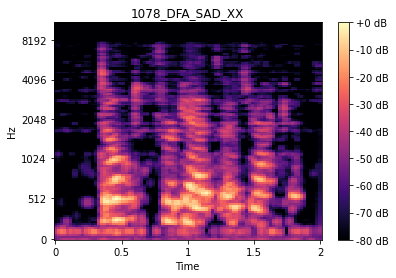 1078_DFA_SAD_XX
Hz
8192
4096
2048
1024
512
0
0 0.5 1 1.5 2
Time
+0 dB
-10 dB
-20 dB
-30 dB
-40 dB
-50 dB
-60 dB
-70 dB
-80 dB